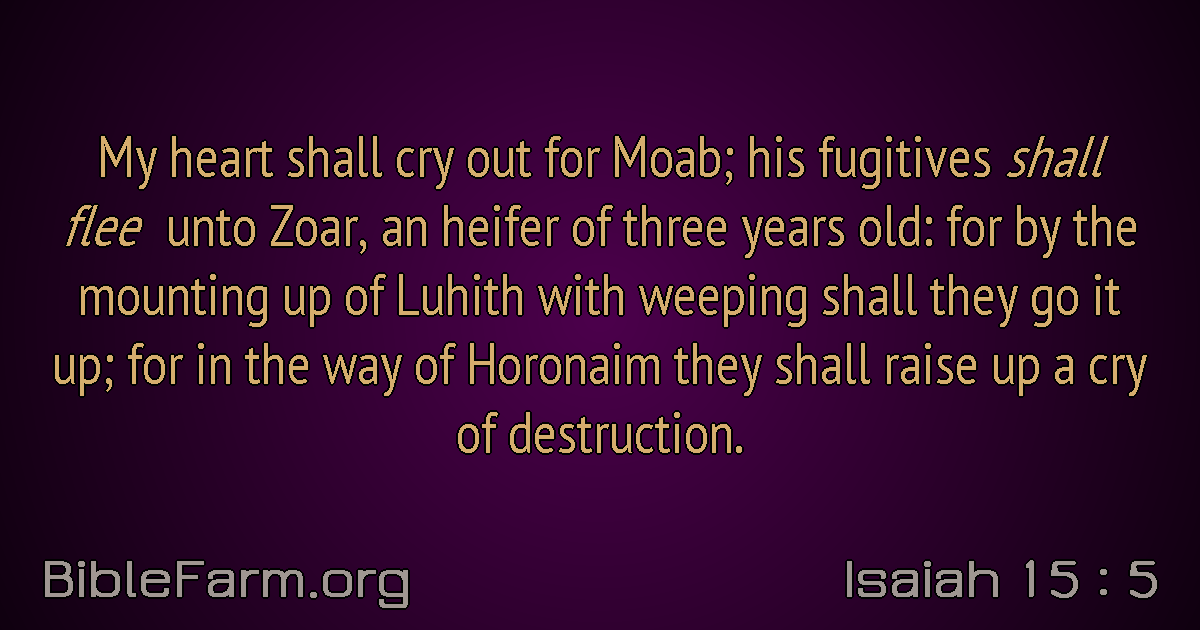 My heart shall cry out for Moab; his fugitives shall
flee unto Zoar, an heifer of three years old: for by the
mounting up of Luhith with weeping shall they go it
up; for in the way of Horonaim they shall raise up a cry
of destruction.
BibleFarm.org
Isaiah 15 : 5